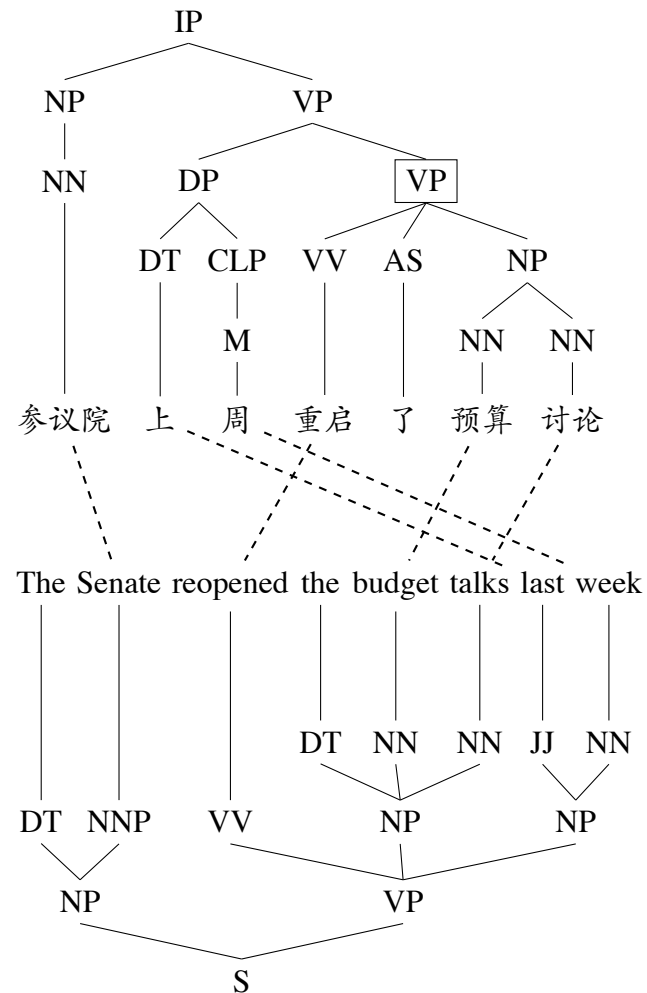 IP
NP VP
NN DP VP
DT CLP VV AS NP
M NN NN
参议院 上 周 重启 了 预算 讨论
The Senate reopened the budget talks last week
DT NN NN JJ NN
DT NNP VV NP NP
NP VP
S